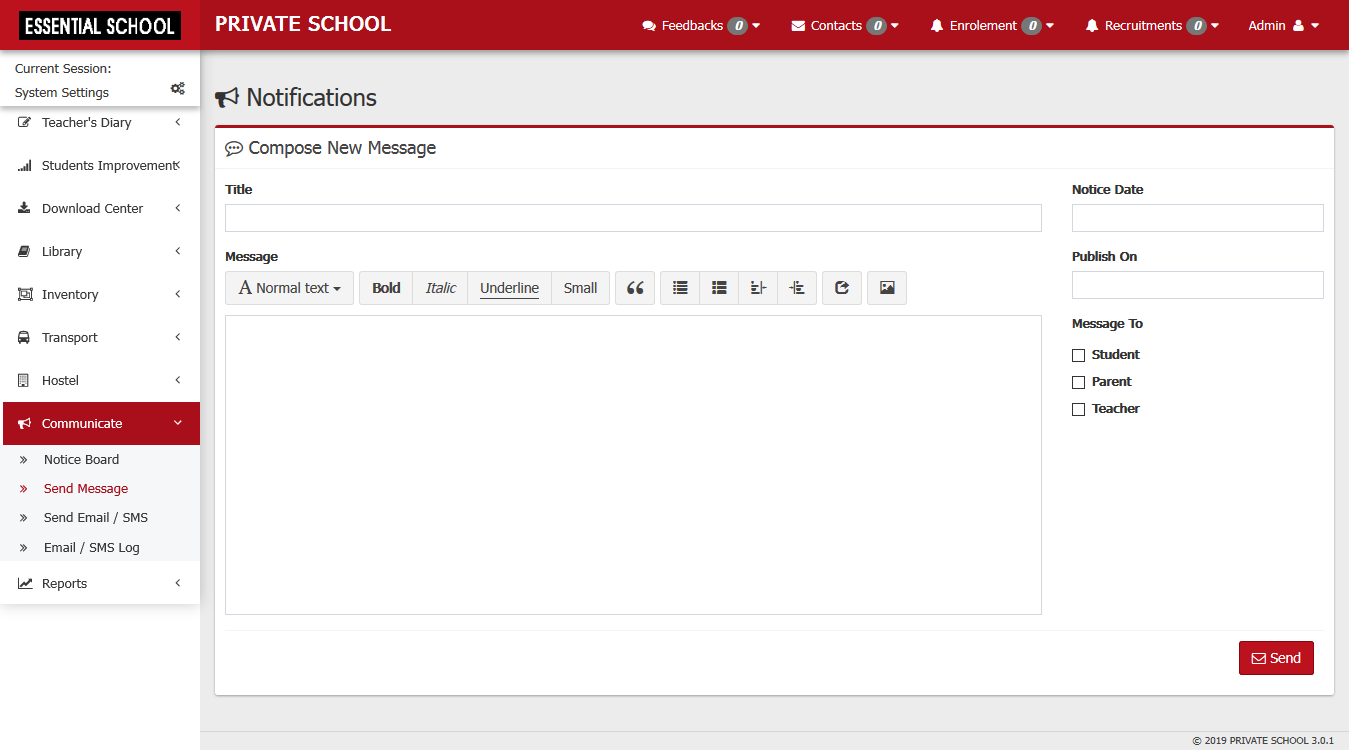 ESSENTIAL SCHOOL
PRIVATE SCHOOL
Feedbacks 0
Contacts 0
Enrolement 0
Recruitments 0
Admin
Current Session:
System Settings
Teacher's Diary
Students Improvement
Download Center
Library
Inventory
Transport
Hostel
Communicate
Notice Board
Send Message
Send Email / SMS
Email / SMS Log
Reports
Notifications
Compose New Message
Title
Message
A Normal text
Bold
Italic
Underline
Small
Notice Date
Publish On
Message To
Student
Parent
Teacher
Send
© 2019 PRIVATE SCHOOL 3.0.1